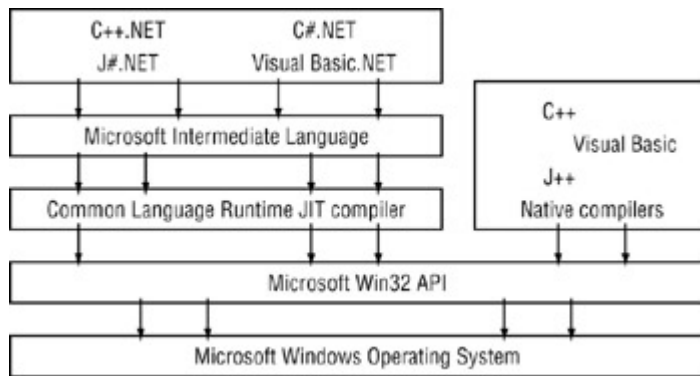 C++.NET C#.NET
J#.NET Visual Basic.NET
Microsoft Intermediate Language
Common Language Runtime JIT compiler
C++
Visual Basic
J++
Native compilers
Microsoft Win32 API
Microsoft Windows Operating System